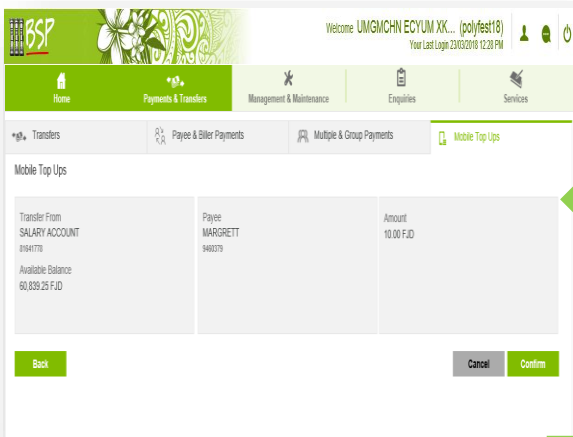 BSP
Welcome UMGMCHN ECYUM XK... (polyfest18)
Your Last Login 23/03/2018 12:28 PM
Home
Payments & Transfers
Management & Maintenance
Enquiries
Services
Transfers
Payee & Biller Payments
Multiple & Group Payments
Mobile Top Ups
Mobile Top Ups
Transfer From
SALARY ACCOUNT
81641778
Available Balance
60,839.25 FJD
Payee
MARGRETT
9460379
Amount
10.00 FJD
Back
Cancel
Confirm